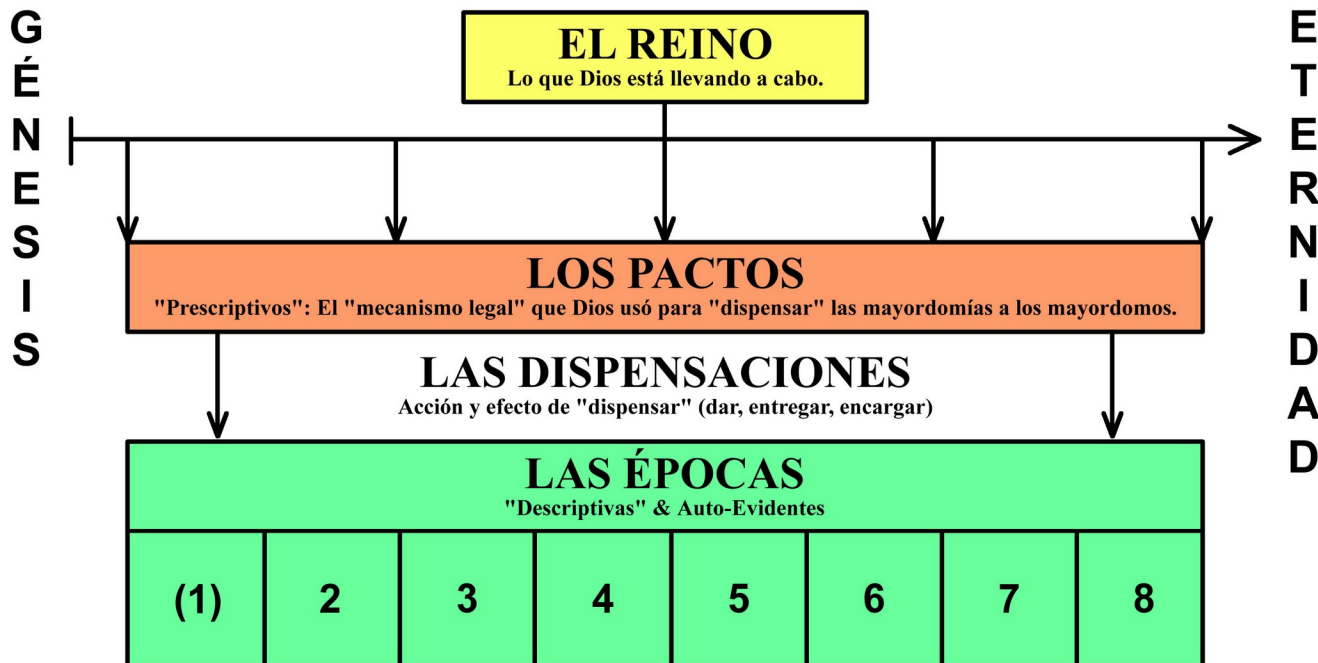 GÉNESIS
EL REINO
Lo que Dios está llevando a cabo.
LOS PACTOS
"Prescriptivos": El "mecanismo legal" que Dios usó para "dispensar" las mayordomías a los mayordomos.
LAS DISPENSACIONES
Acción y efecto de "dispensar" (dar, entregar, encargar)
LAS ÉPOCAS
"Descriptivas" & Auto-Evidentes
(1) 2 3 4 5 6 7 8
ETERNIDAD